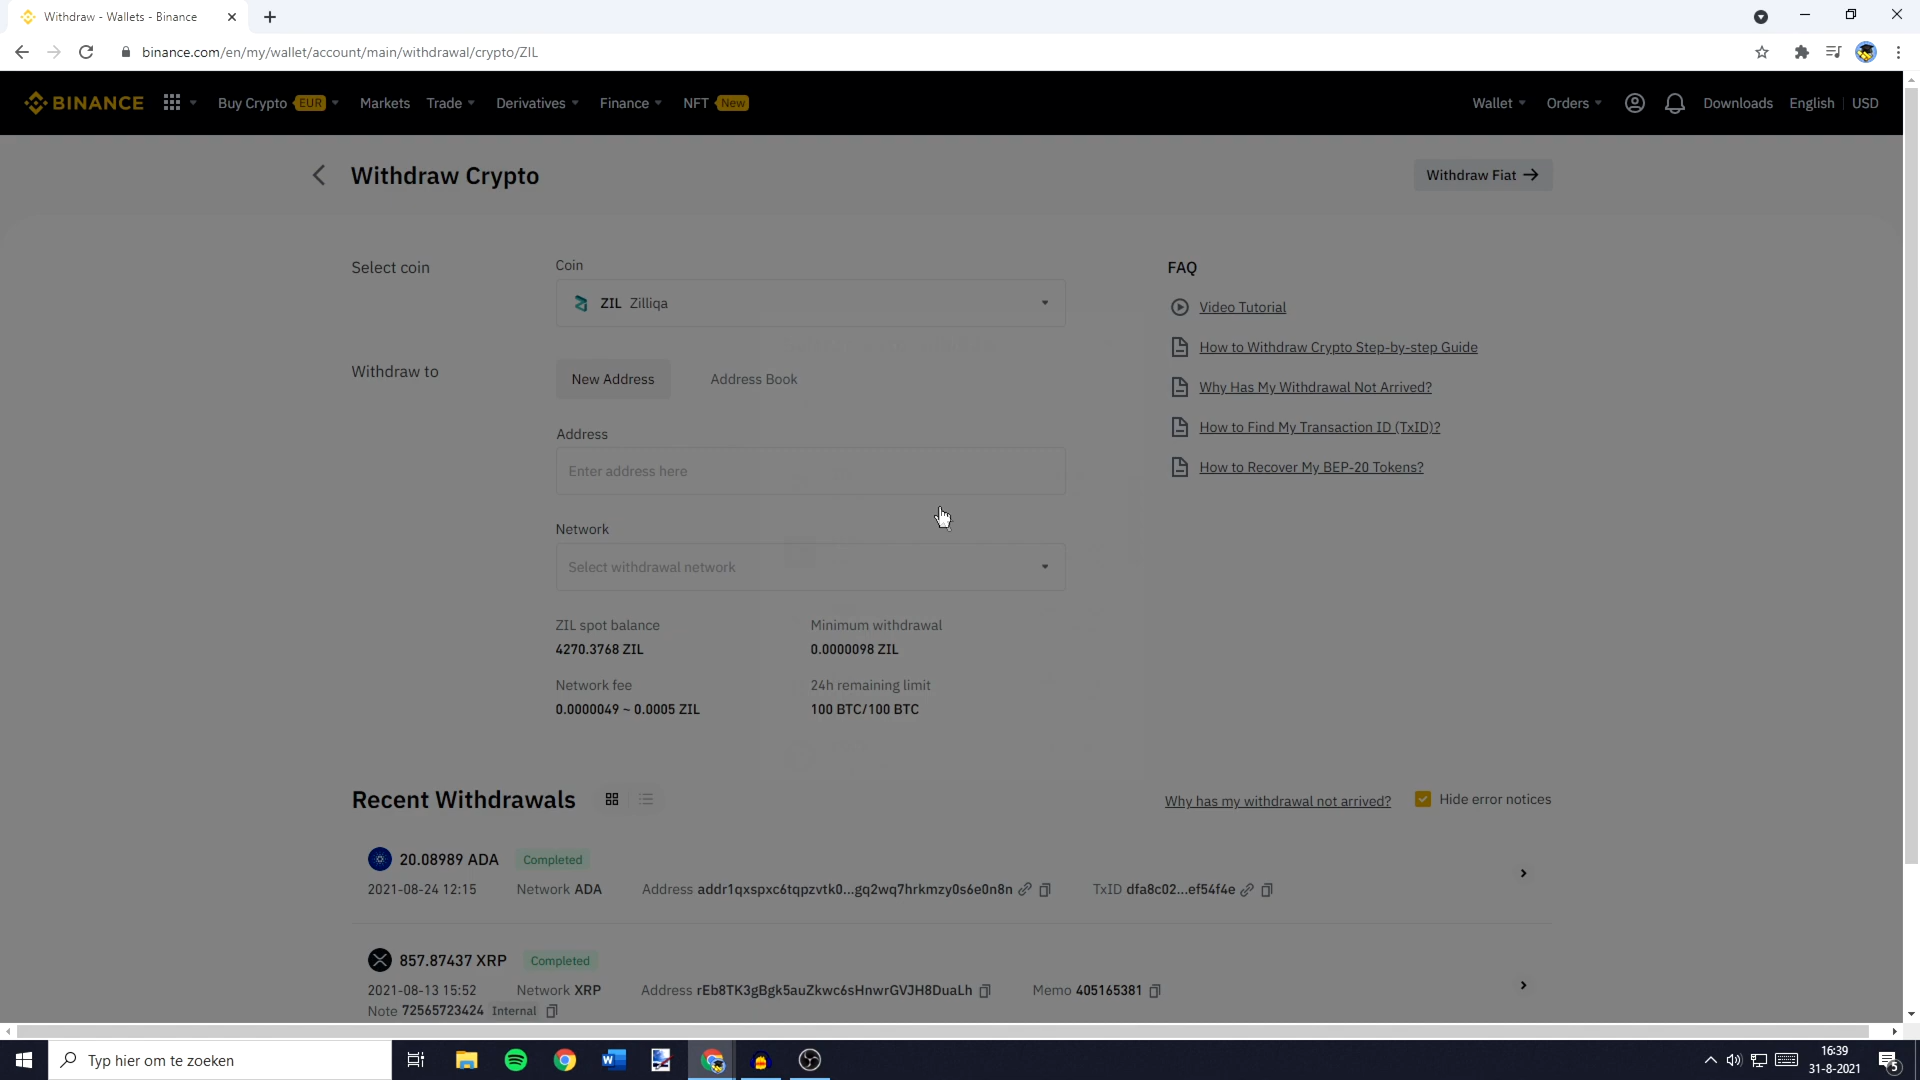 Withdraw - Wallets - Binance
binance.com/en/my/wallet/account/main/withdrawal/crypto/ZIL
BINANCE Buy Crypto EUR Markets Trade Derivatives Finance NFT New Wallet Orders Downloads English USD
Withdraw Crypto
Withdraw Fiat
Select coin
Coin
ZIL Zilliqa
Withdraw to
New Address Address Book
Address
Enter address here
Network
Select withdrawal network
ZIL spot balance Minimum withdrawal
4270.3768 ZIL 0.0000098 ZIL
Network fee 24h remaining limit
0.0000049 ~ 0.0005 ZIL 100 BTC/100 BTC
FAQ
Video Tutorial
How to Withdraw Crypto Step-by-step Guide
Why Has My Withdrawal Not Arrived?
How to Find My Transaction ID (TxID)?
How to Recover My BEP-20 Tokens?
Recent Withdrawals
Why has my withdrawal not arrived? Hide error notices
20.08989 ADA Completed
2021-08-24 12:15 Network ADA Address addr1qxspxc6tqpzvtk0...gq2wq7hrkmzy0s6e0n8n TxID dfa8c02...ef54f4e
857.87437 XRP Completed
2021-08-13 15:52 Network XRP Address rEb8TK3gBgk5auZkwc6sHnwrGVJH8DuaLh Memo 405165381
Note 72565723424 Internal
Typ hier om te zoeken
16:39
31-8-2021
5